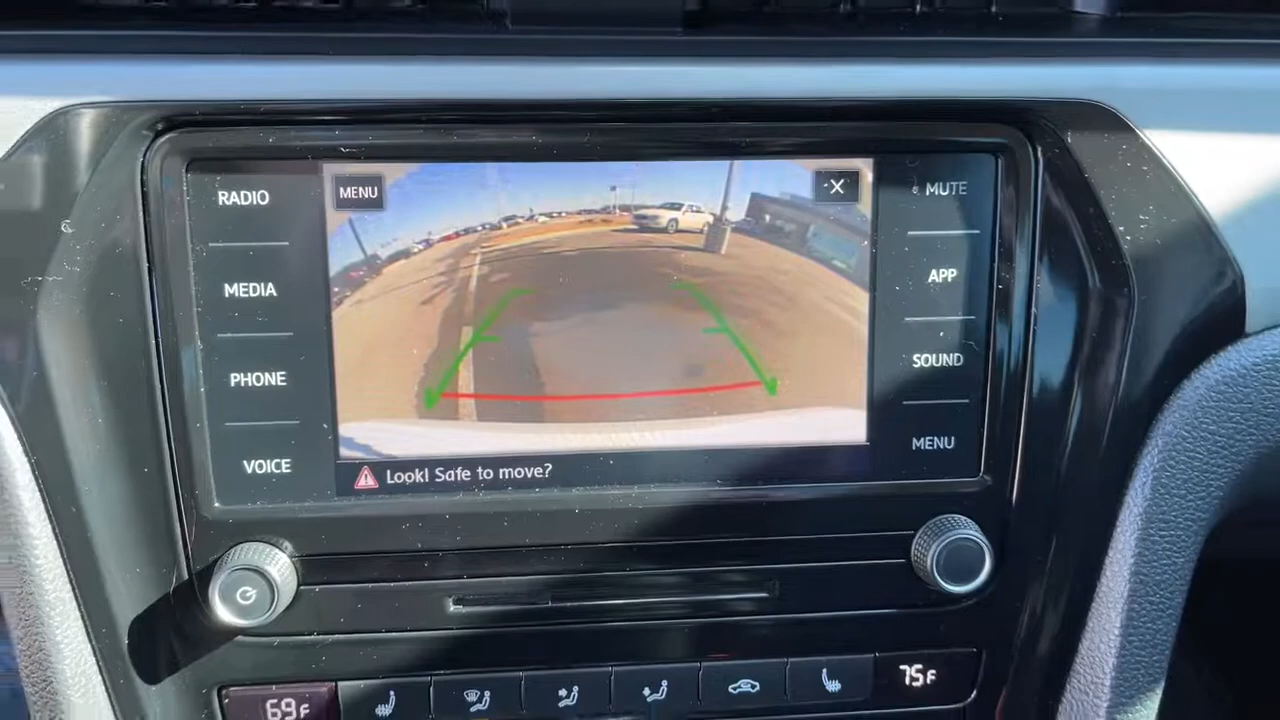 RADIO
MEDIA
PHONE
VOICE
MENU
X
Look! Safe to move?
MUTE
APP
SOUND
MENU
69F
75F